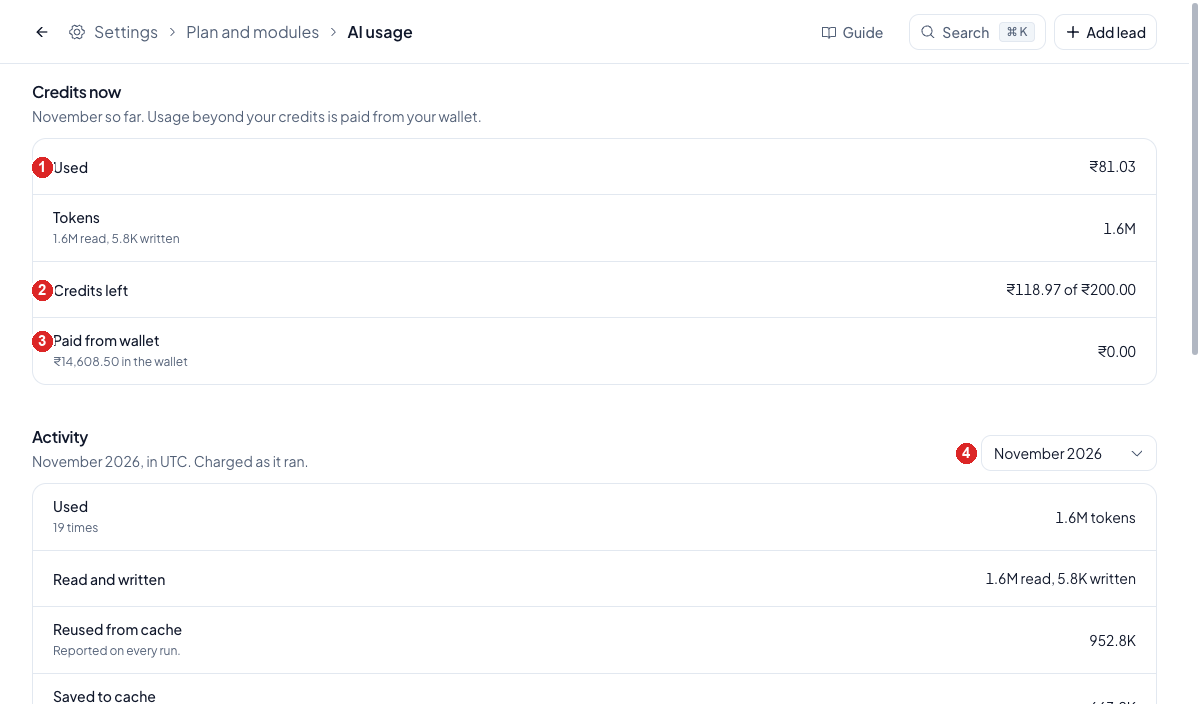 Settings > Plan and modules > AI usage
Guide
Search ⌘ K
+ Add lead
Credits now
November so far. Usage beyond your credits is paid from your wallet.
1 Used ₹81.03
Tokens
1.6M read, 5.8K written
1.6M
2 Credits left ₹118.97 of ₹200.00
3 Paid from wallet
₹14,608.50 in the wallet
₹0.00
Activity
November 2026, in UTC. Charged as it ran.
4 November 2026
Used
19 times
1.6M tokens
Read and written 1.6M read, 5.8K written
Reused from cache
Reported on every run.
952.8K
Saved to cache